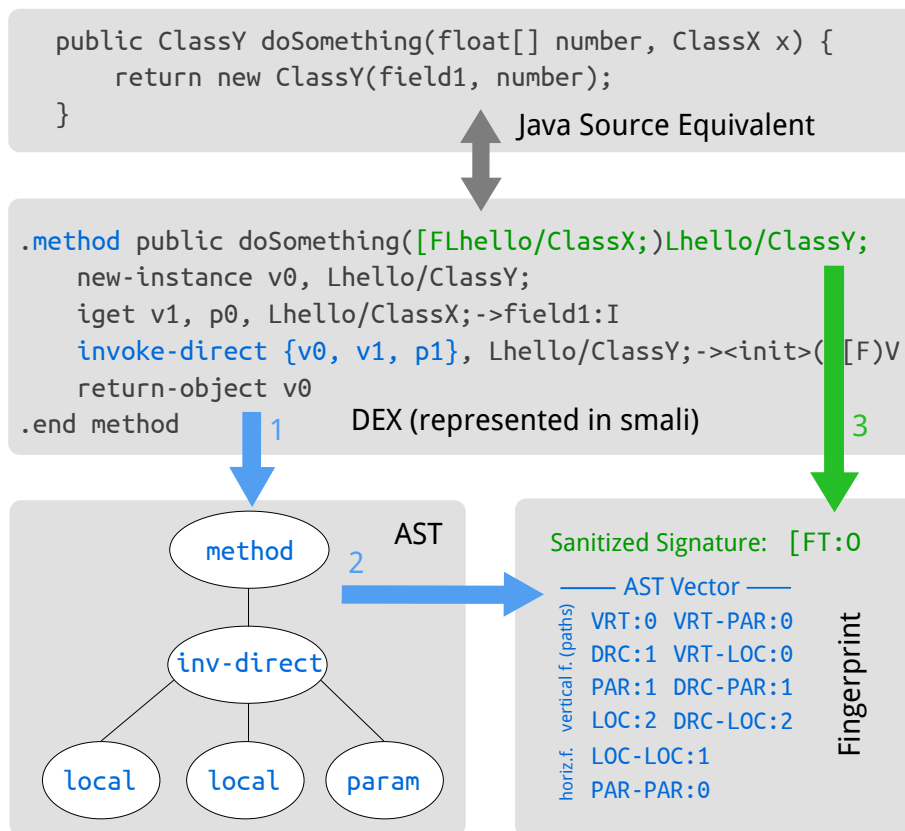 public ClassY doSomething(float[] number, ClassX x) {
return new ClassY(field1, number);
}
Java Source Equivalent
.method public doSomething([FLhello/ClassX;)Lhello/ClassY;
new-instance v0, Lhello/ClassY;
iget v1, p0, Lhello/ClassX;->field1:I
invoke-direct {v0, v1, p1}, Lhello/ClassY;-><init>( [F)V
return-object v0
.end method
1
DEX (represented in smali)
3
AST
method
2
inv-direct
local
local
param
Sanitized Signature: [FT:O
AST Vector
vertical f. (paths)
VRT:0 VRT-PAR:0
DRC:1 VRT-LOC:0
PAR:1 DRC-PAR:1
LOC:2 DRC-LOC:2
horiz.f.
LOC-LOC:1
PAR-PAR:0
Fingerprint